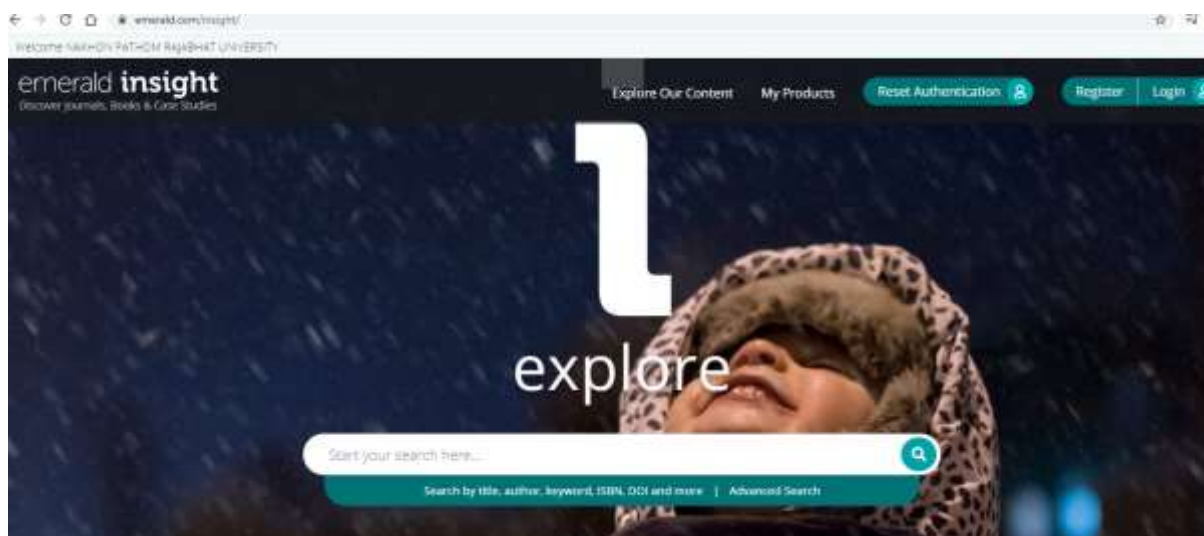 emerald.com/insight/
Welcome NAKHON PATHOM RAJABHAT UNIVERSITY
emerald insight
Discover Journals, Books & Case Studies
Explore Our Content
My Products
Reset Authentication
Register
Login
explore
Start your search here...
Search by title, author, keyword, ISBN, DOI and more | Advanced Search